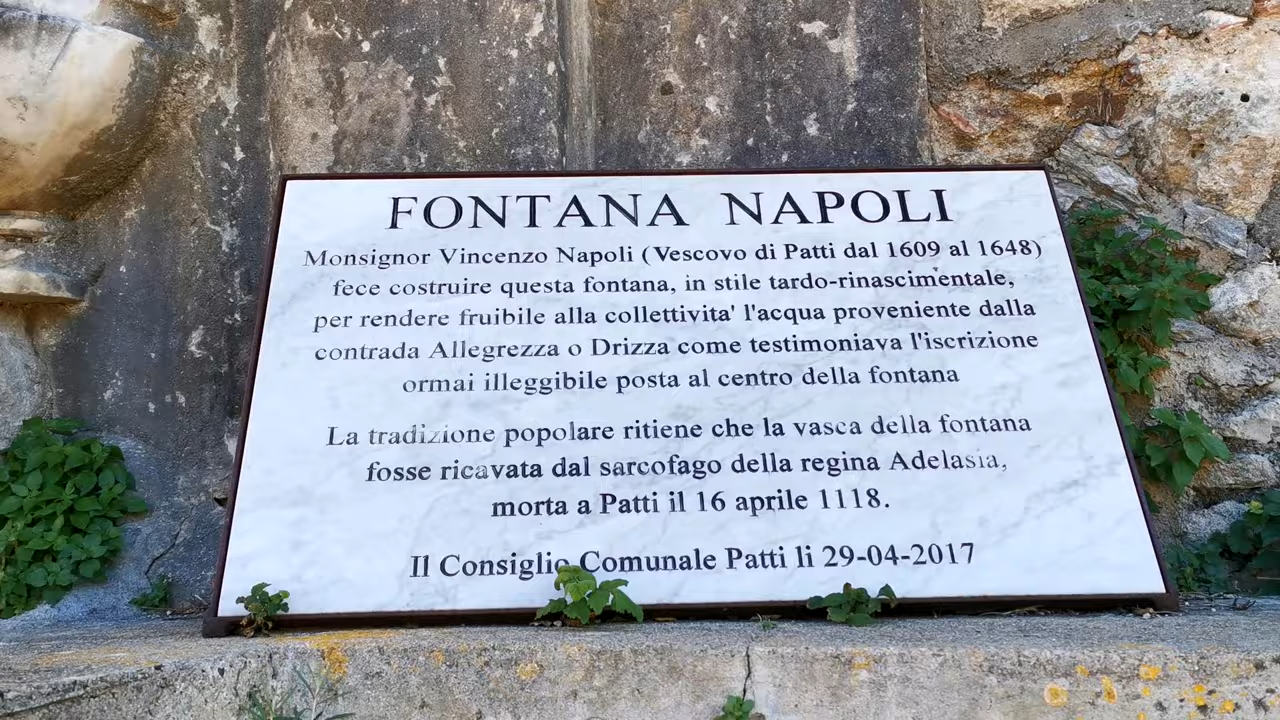 FONTANA NAPOLI
Monsignor Vincenzo Napoli (Vescovo di Patti dal 1609 al 1648)
fece costruire questa fontana, in stile tardo-rinascimentale,
per rendere fruibile alla collettivita' l'acqua proveniente dalla
contrada Allegrezza o Drizza come testimoniava l'iscrizione
ormai illeggibile posta al centro della fontana
La tradizione popolare ritiene che la vasca della fontana
fosse ricavata dal sarcofago della regina Adelasia,
morta a Patti il 16 aprile 1118.
Il Consiglio Comunale Patti li 29-04-2017